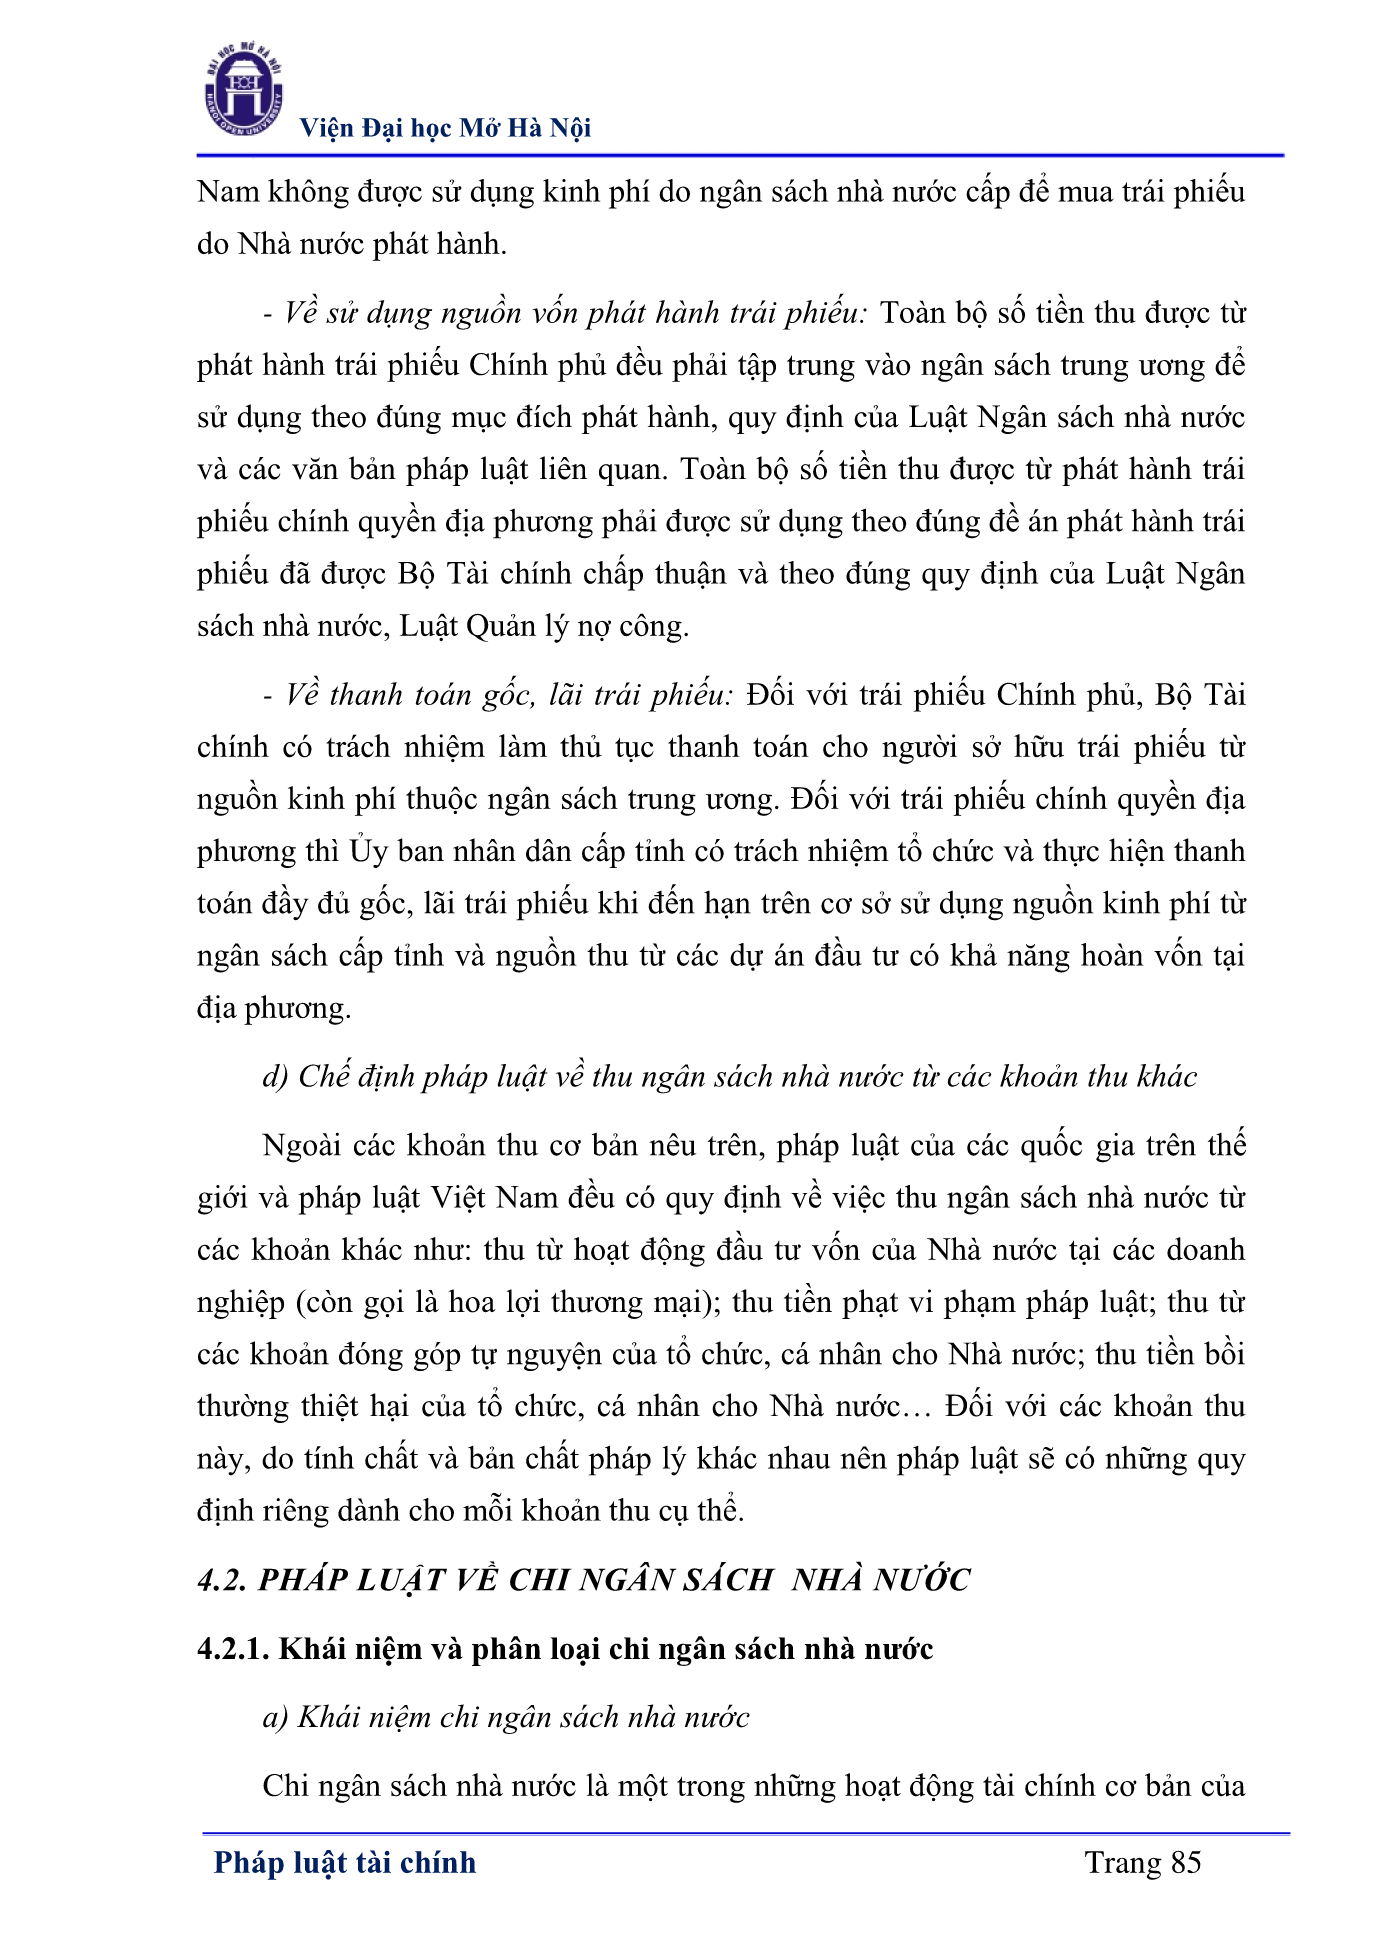 ĐẠI HỌC MỞ HÀ NỘI
HANOI OPEN UNIVERSITY
Viện Đại học Mở Hà Nội
Nam không được sử dụng kinh phí do ngân sách nhà nước cấp để mua trái phiếu
do Nhà nước phát hành.
- Về sử dụng nguồn vốn phát hành trái phiếu: Toàn bộ số tiền thu được từ
phát hành trái phiếu Chính phủ đều phải tập trung vào ngân sách trung ương để
sử dụng theo đúng mục đích phát hành, quy định của Luật Ngân sách nhà nước
và các văn bản pháp luật liên quan. Toàn bộ số tiền thu được từ phát hành trái
phiếu chính quyền địa phương phải được sử dụng theo đúng đề án phát hành trái
phiếu đã được Bộ Tài chính chấp thuận và theo đúng quy định của Luật Ngân
sách nhà nước, Luật Quản lý nợ công.
- Về thanh toán gốc, lãi trái phiếu: Đối với trái phiếu Chính phủ, Bộ Tài
chính có trách nhiệm làm thủ tục thanh toán cho người sở hữu trái phiếu từ
nguồn kinh phí thuộc ngân sách trung ương. Đối với trái phiếu chính quyền địa
phương thì Ủy ban nhân dân cấp tỉnh có trách nhiệm tổ chức và thực hiện thanh
toán đầy đủ gốc, lãi trái phiếu khi đến hạn trên cơ sở sử dụng nguồn kinh phí từ
ngân sách cấp tỉnh và nguồn thu từ các dự án đầu tư có khả năng hoàn vốn tại
địa phương.
d) Chế định pháp luật về thu ngân sách nhà nước từ các khoản thu khác
Ngoài các khoản thu cơ bản nêu trên, pháp luật của các quốc gia trên thế
giới và pháp luật Việt Nam đều có quy định về việc thu ngân sách nhà nước từ
các khoản khác như: thu từ hoạt động đầu tư vốn của Nhà nước tại các doanh
nghiệp (còn gọi là hoa lợi thương mại); thu tiền phạt vi phạm pháp luật; thu từ
các khoản đóng góp tự nguyện của tổ chức, cá nhân cho Nhà nước; thu tiền bồi
thường thiệt hại của tổ chức, cá nhân cho Nhà nước… Đối với các khoản thu
này, do tính chất và bản chất pháp lý khác nhau nên pháp luật sẽ có những quy
định riêng dành cho mỗi khoản thu cụ thể.
4.2. PHÁP LUẬT VỀ CHI NGÂN SÁCH NHÀ NƯỚC
4.2.1. Khái niệm và phân loại chi ngân sách nhà nước
a) Khái niệm chi ngân sách nhà nước
Chi ngân sách nhà nước là một trong những hoạt động tài chính cơ bản của
Pháp luật tài chính Trang 85